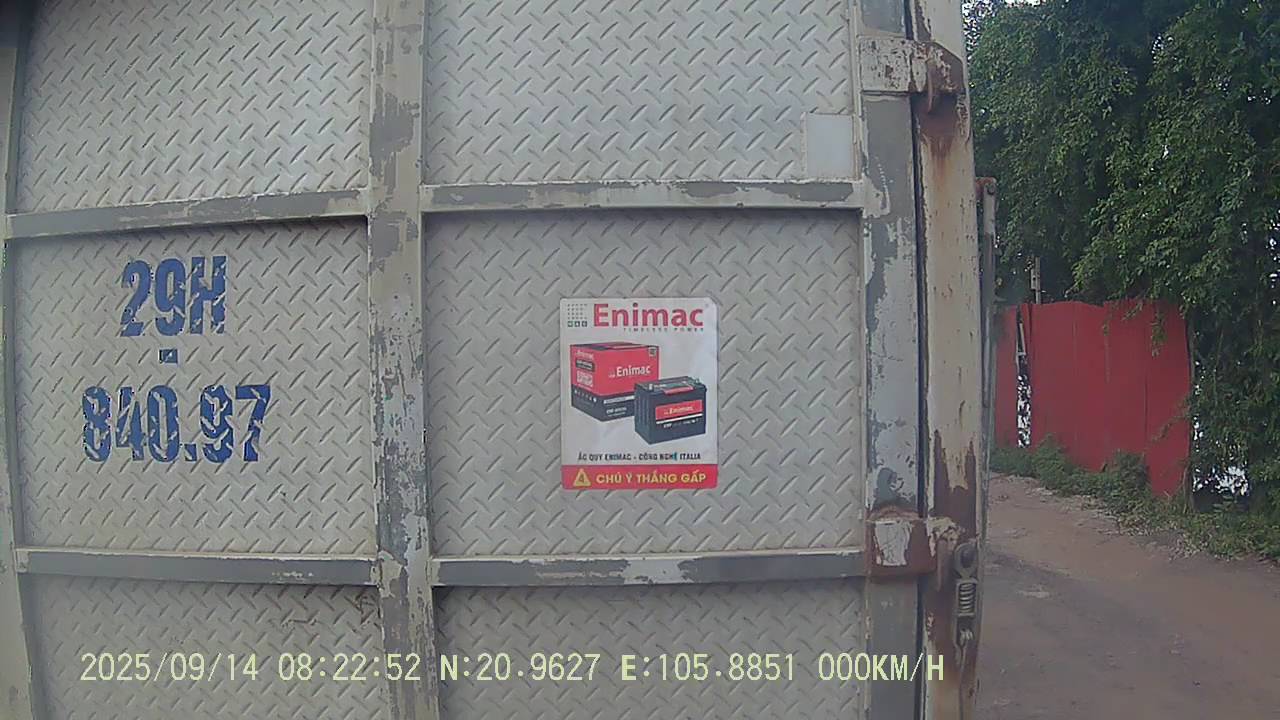 29H
-
840.97
Enimac
TIMELESS POWER
Enimac
Enimac
ẮC QUY ENIMAC - CÔNG NGHỆ ITALIA
CHÚ Ý THẮNG GẤP
2025/09/14 08:22:52 N:20.9627 E:105.8851 000KM/H